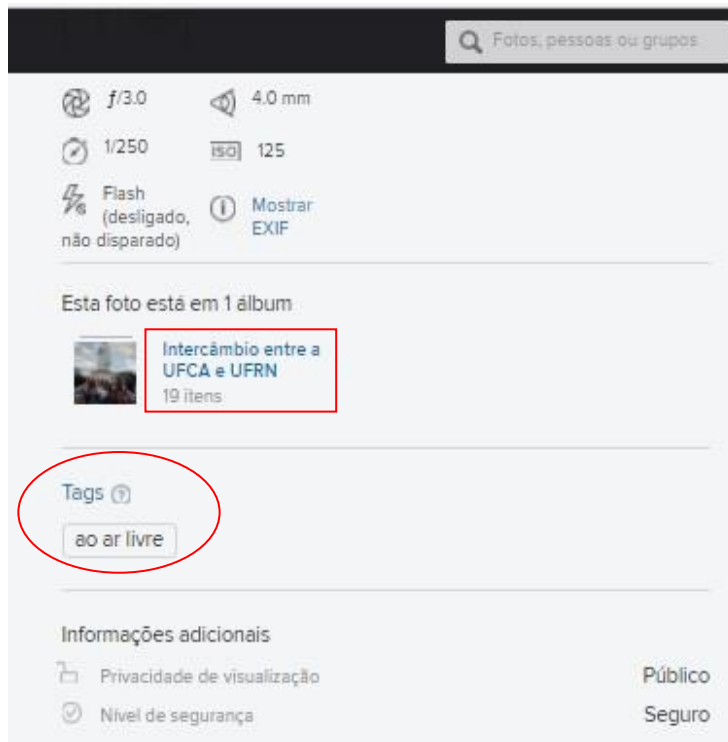 Fotos, pessoas ou grupos
ƒ/3.0
4.0 mm
1/250
ISO 125
Flash
(desligado,
não disparado)
Mostrar
EXIF
Esta foto está em 1 álbum
Intercâmbio entre a
UFCA e UFRN
19 itens
Tags ?
ao ar livre
Informações adicionais
Privacidade de visualização Público
Nível de segurança Seguro